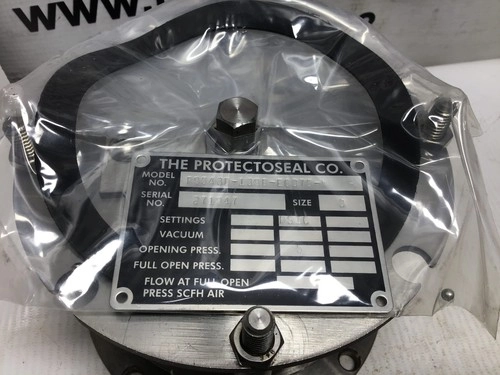 THE PROTECTOSEAL CO.
MODEL
NO.
SERIAL
NO.
SIZE
SETTINGS
VACUUM
OPENING PRESS.
FULL OPEN PRESS.
FLOW AT FULL OPEN
PRESS SCFH AIR